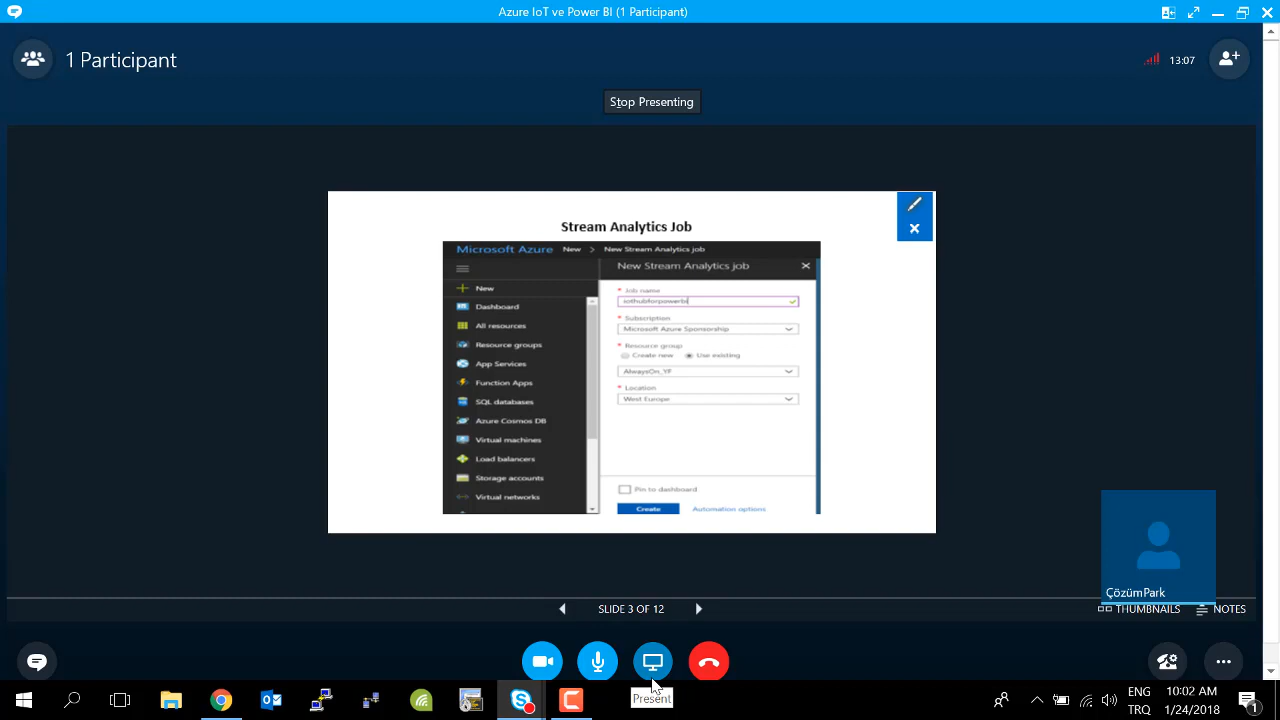 Azure IoT ve Power BI (1 Participant)
1 Participant
13:07
Stop Presenting
Stream Analytics Job
Microsoft Azure New > New Stream Analytics job
New Stream Analytics job
New
Dashboard
All resources
Resource groups
App Services
Function Apps
SQL databases
Azure Cosmos DB
Virtual machines
Load balancers
Storage accounts
Virtual networks
* Job name
iothubforpowerbi
* Subscription
Microsoft Azure Sponsorship
* Resource group
Create new Use existing
AlwaysOn_YF
* Location
West Europe
Pin to dashboard
Create Automation options
ÇözümPark
SLIDE 3 OF 12
THUMBNAILS NOTES
Present
ENG
TRQ 1/24/2018